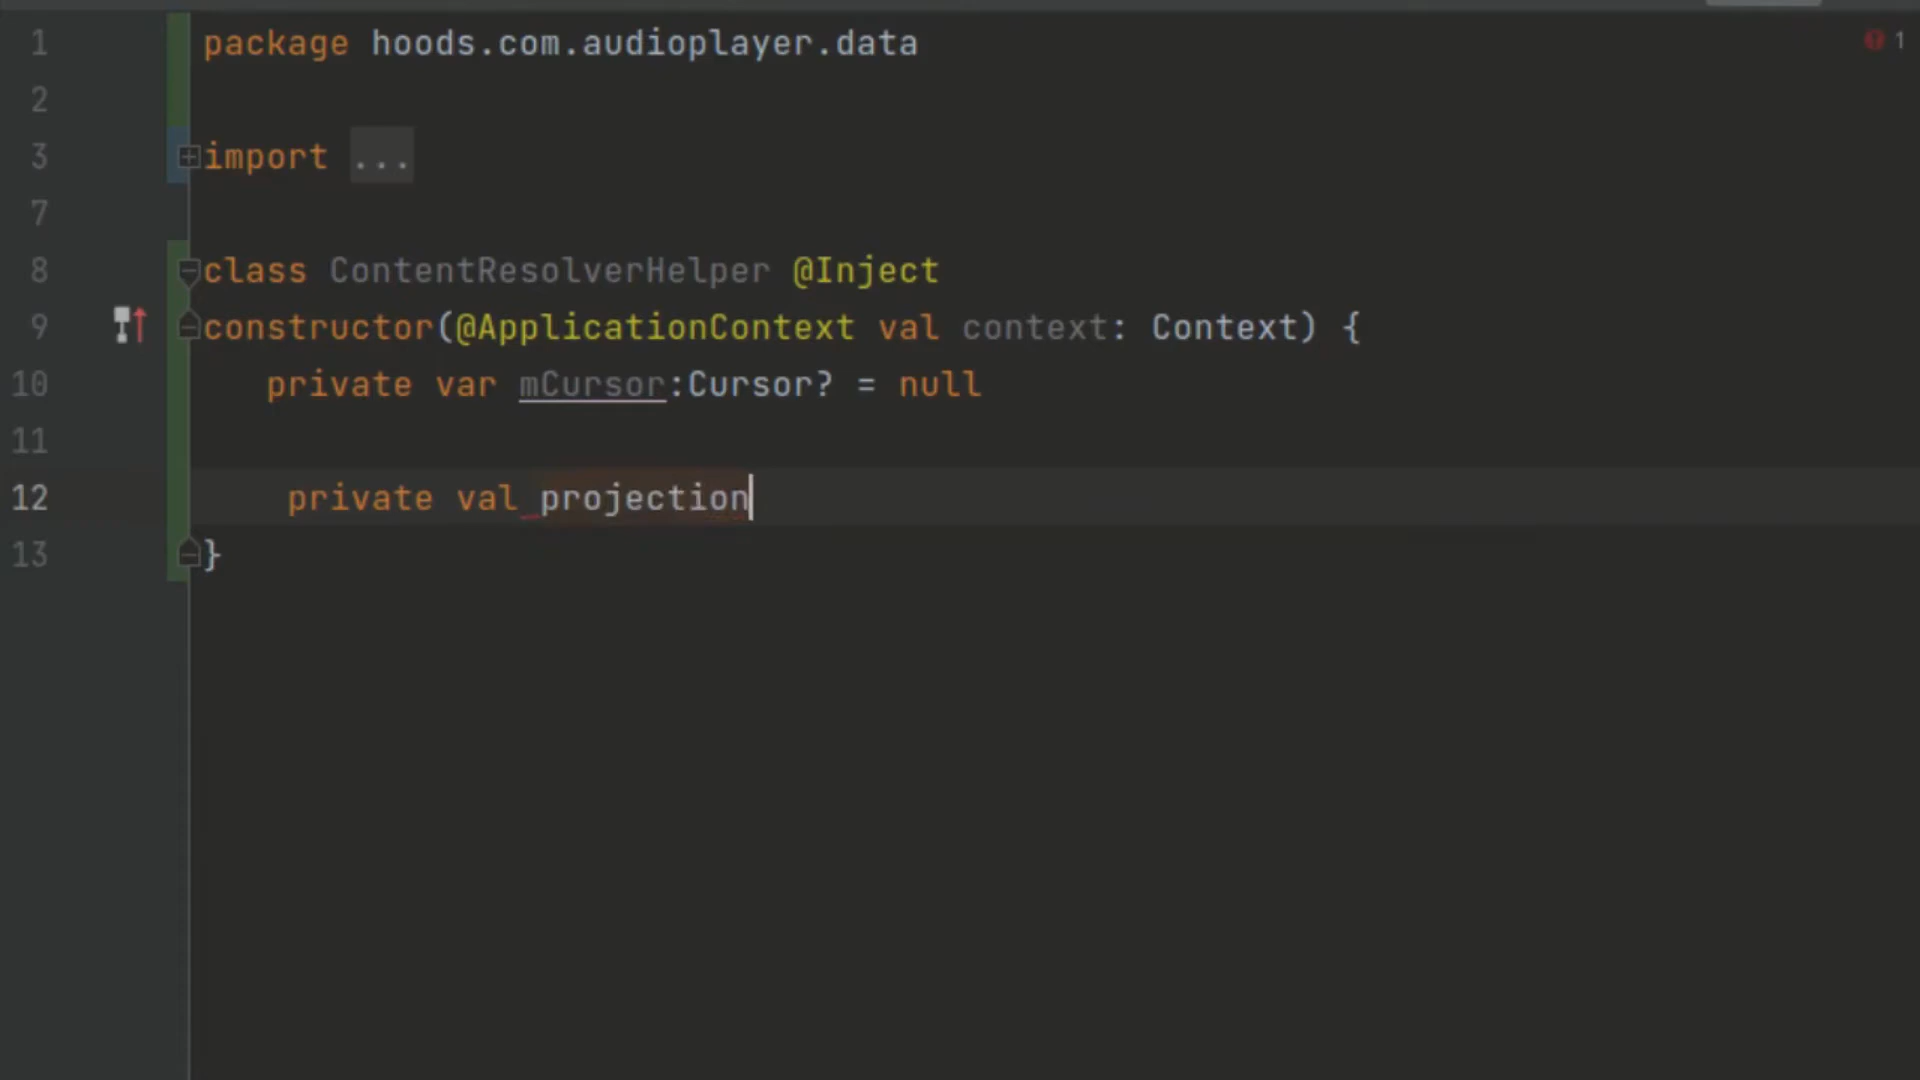 1 package hoods.com.audioplayer.data
1
2
3 import ...
7
8 class ContentResolverHelper @Inject
9 constructor(@ApplicationContext val context: Context) {
10 private var mCursor:Cursor? = null
11
12 private val projection
13 }